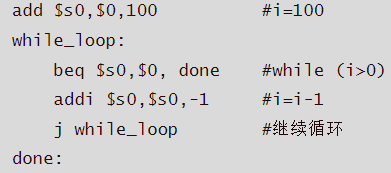 add $s0,$0,100 #i=100
while_loop:
beq $s0,$0, done #while (i>0)
addi $s0,$s0,-1 #i=i-1
j while_loop #继续循环
done: